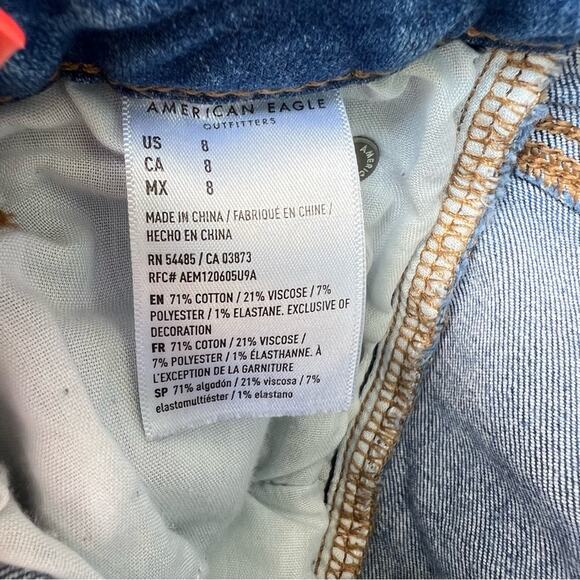 AMERICAN EAGLE
OUTFITTERS
US 8
CA 8
MX 8
MADE IN CHINA / FABRIQUÉ EN CHINE /
HECHO EN CHINA
RN 54485 / CA 03873
RFC# AEM120605U9A
EN 71% COTTON / 21% VISCOSE / 7%
POLYESTER / 1% ELASTANE. EXCLUSIVE OF
DECORATION
FR 71% COTON / 21% VISCOSE /
7% POLYESTER / 1% ÉLASTHANNE. À
L'EXCEPTION DE LA GARNITURE
SP 71% algodón / 21% viscosa / 7%
elastomultiéster / 1% elastano